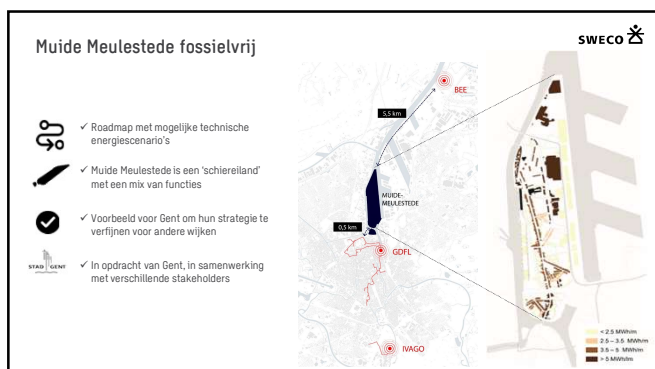 Muide Meulestede fossielvrij
SWECO
✓ Roadmap met mogelijke technische
energiescenario's
✓ Muide Meulestede is een 'schiereiland'
met een mix van functies
✓ Voorbeeld voor Gent om hun strategie te
verfijnen voor andere wijken
STAD GENT
✓ In opdracht van Gent, in samenwerking
met verschillende stakeholders
BEE
5,5 km
MUIDE-
MEULESTEDE
0,5 km
GDFL
IVAGO
< 2.5 MWh/m
2.5 – 3.5 MWh/m
3.5 – 5 MWh/m
> 5 MWh/m